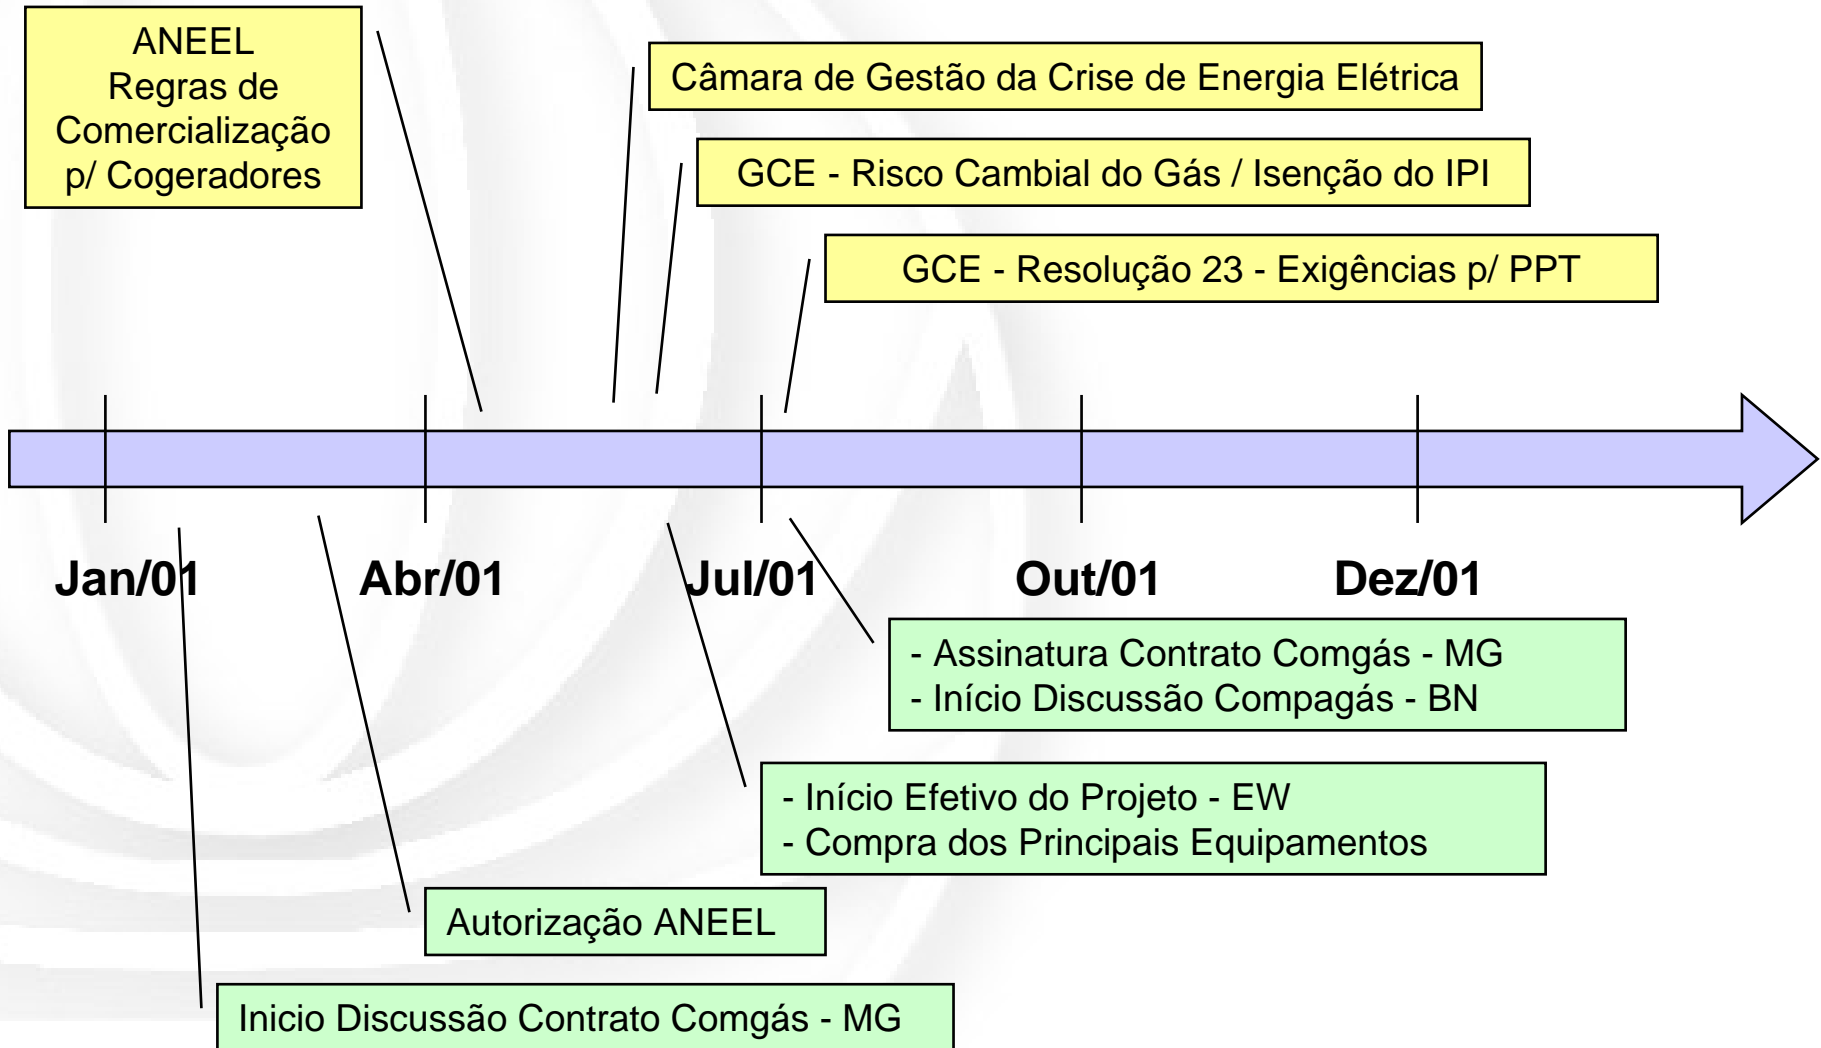 ANEEL
Regras de
Comercialização
p/ Cogeradores
Câmara de Gestão da Crise de Energia Elétrica
GCE - Risco Cambial do Gás / Isenção do IPI
GCE - Resolução 23 - Exigências p/ PPT
Jan/01
Abr/01
Jul/01
Out/01
Dez/01
- Assinatura Contrato Comgás - MG
- Início Discussão Compagás - BN
- Início Efetivo do Projeto - EW
- Compra dos Principais Equipamentos
Autorização ANEEL
Inicio Discussão Contrato Comgás - MG